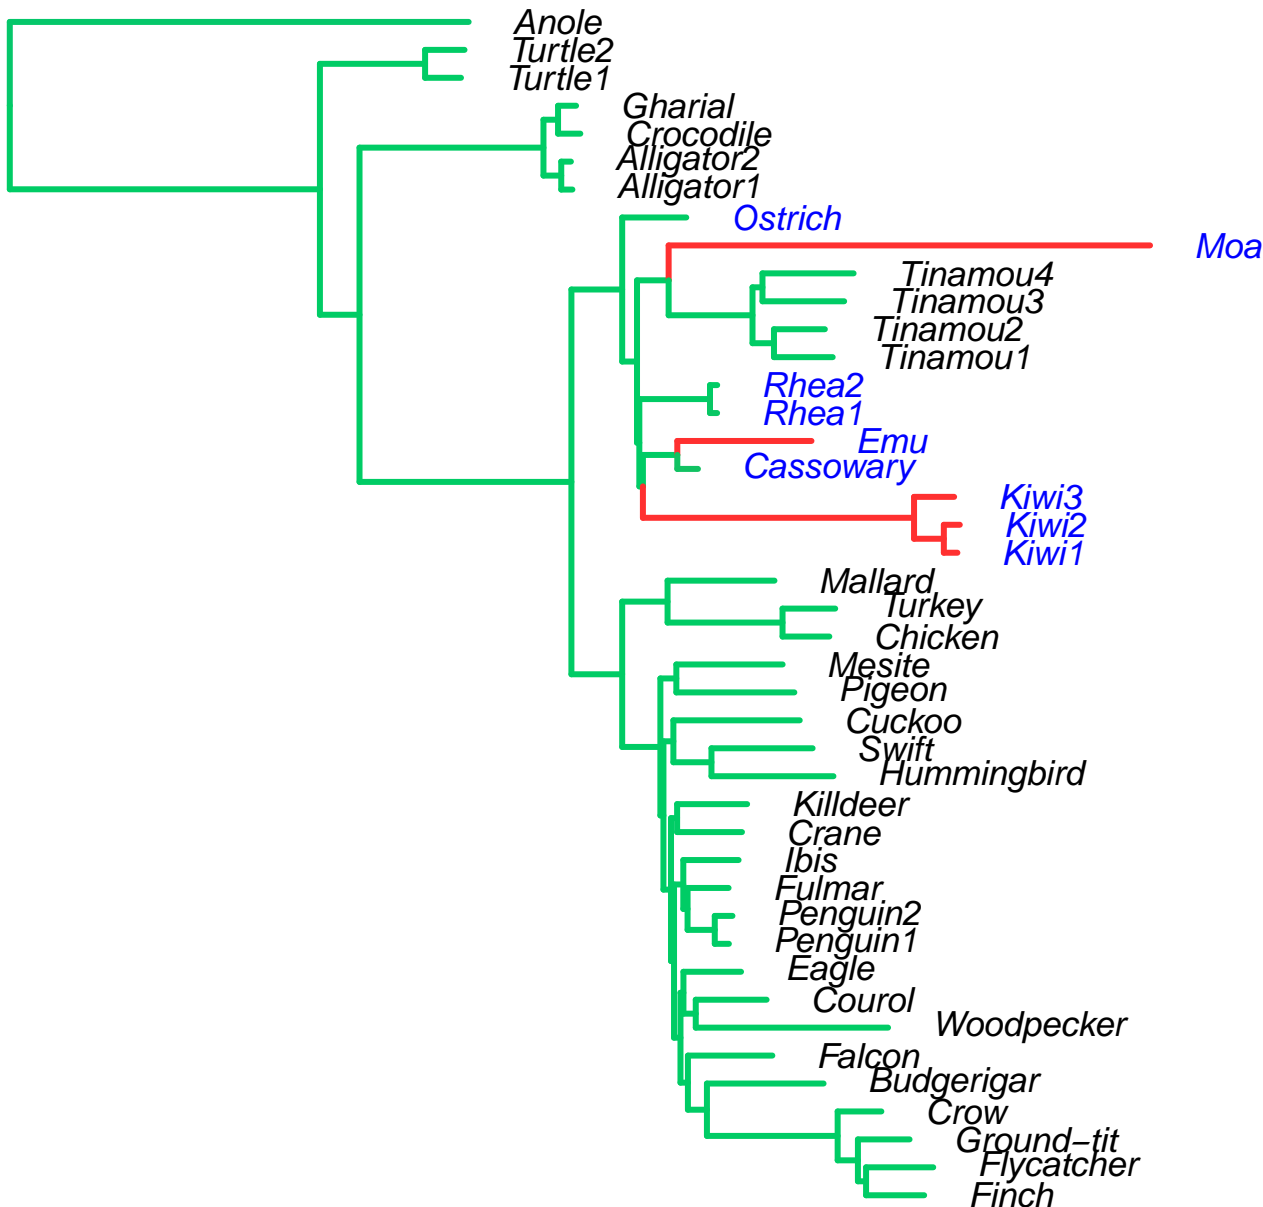 Anole
Turtle2
Turtle1
Gharial
Crocodile
Alligator2
Alligator1
Ostrich
Moa
Tinamou4
Tinamou3
Tinamou2
Tinamou1
Rhea2
Rhea1
Emu
Cassowary
Kiwi3
Kiwi2
Kiwi1
Mallard
Turkey
Chicken
Mesite
Pigeon
Cuckoo
Swift
Hummingbird
Killdeer
Crane
Ibis
Fulmar
Penguin2
Penguin1
Eagle
Courol
Woodpecker
Falcon
Budgerigar
Crow
Ground−tit
Flycatcher
Finch